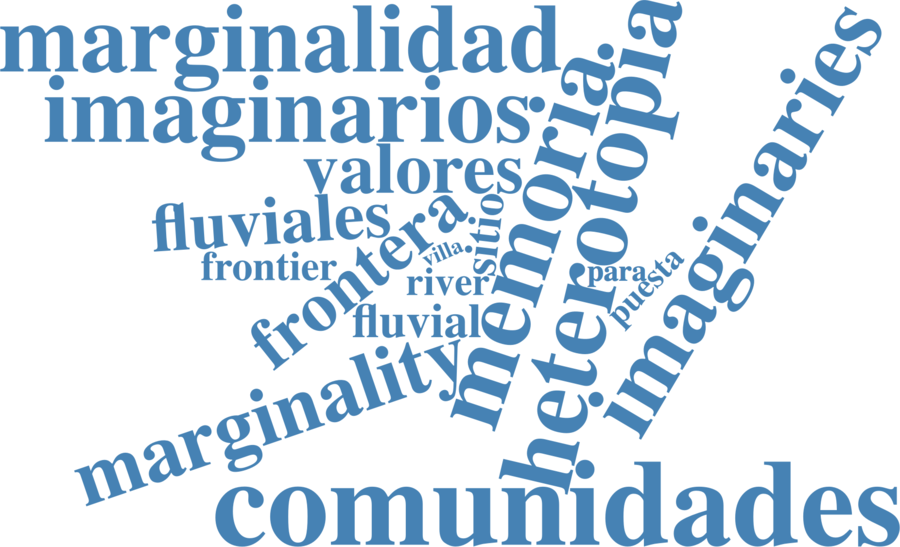 marginalidad
imaginarios.
valores
fluviales
frontera
frontier
villa.
sitio
river
fluvial
marginality
memoria.
heterotopia
para
puesta
imaginaries
comunidades